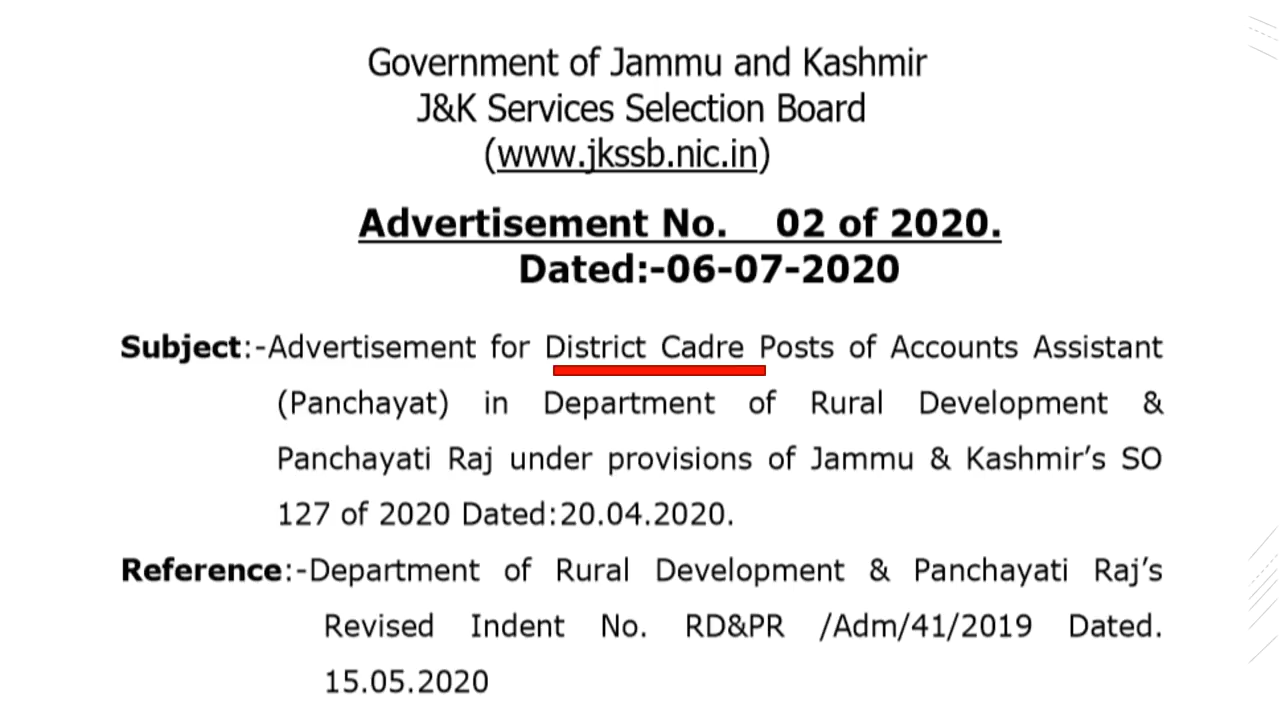 Government of Jammu and Kashmir
J&K Services Selection Board
(www.jkssb.nic.in)
Advertisement No. 02 of 2020.
Dated:-06-07-2020
Subject:-Advertisement for District Cadre Posts of Accounts Assistant
(Panchayat) in Department of Rural Development &
Panchayati Raj under provisions of Jammu & Kashmir’s SO
127 of 2020 Dated:20.04.2020.
Reference:-Department of Rural Development & Panchayati Raj’s
Revised Indent No. RD&PR /Adm/41/2019 Dated.
15.05.2020